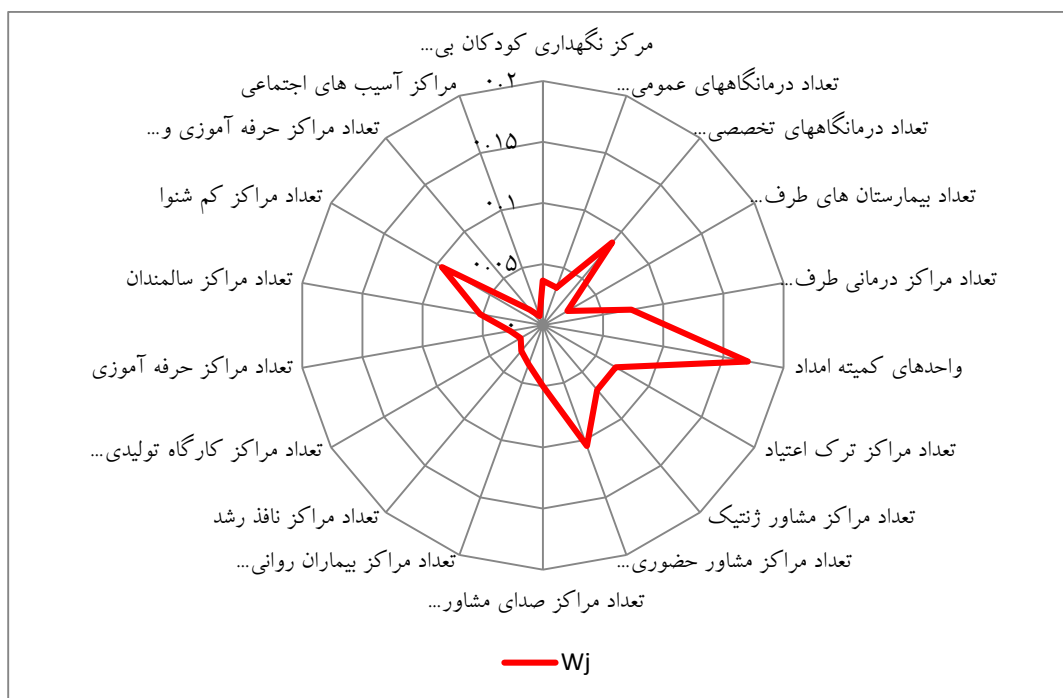 مرکز نگهداری کودکان بی...
تعداد درمانگاههای عمومی...
تعداد درمانگاههای تخصصی...
تعداد بیمارستان های طرف...
تعداد مراکز درمانی طرف...
واحدهای کمیته امداد
تعداد مراکز ترک اعتیاد
تعداد مراکز مشاور ژنتیک
تعداد مراکز مشاور حضوری...
تعداد مراکز صدای مشاور...
تعداد مراکز بیماران روانی...
تعداد مراکز نافذ رشد
تعداد مراکز کارگاه تولیدی...
تعداد مراکز حرفه آموزی
تعداد مراکز سالمندان
تعداد مراکز کم شنوا
تعداد مراکز حرفه آموزی و...
مراکز آسیب های اجتماعی
۰.۲
۰.۱۵
۰.۱
۰.۰۵
۰
Wj